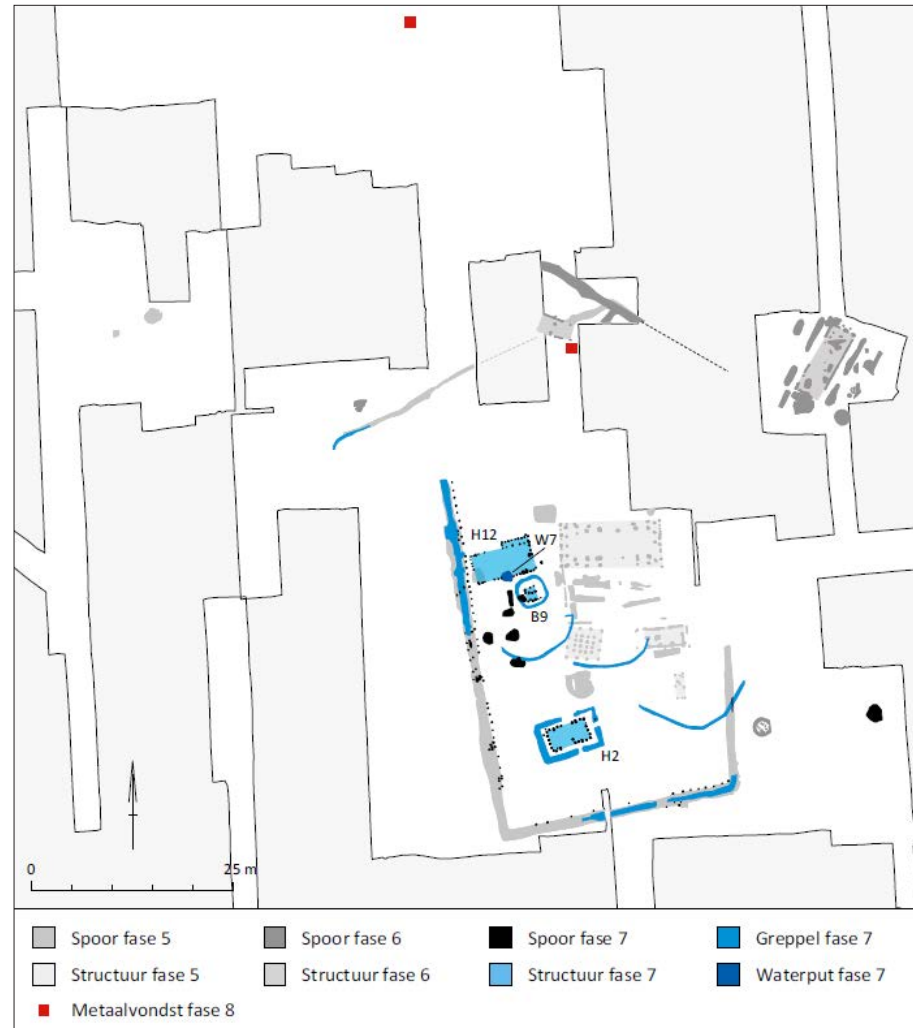 H12
W7
B9
H2
0 25 m
Spoor fase 5 Spoor fase 6 Spoor fase 7 Greppel fase 7
Structuur fase 5 Structuur fase 6 Structuur fase 7 Waterput fase 7
Metaalvondst fase 8